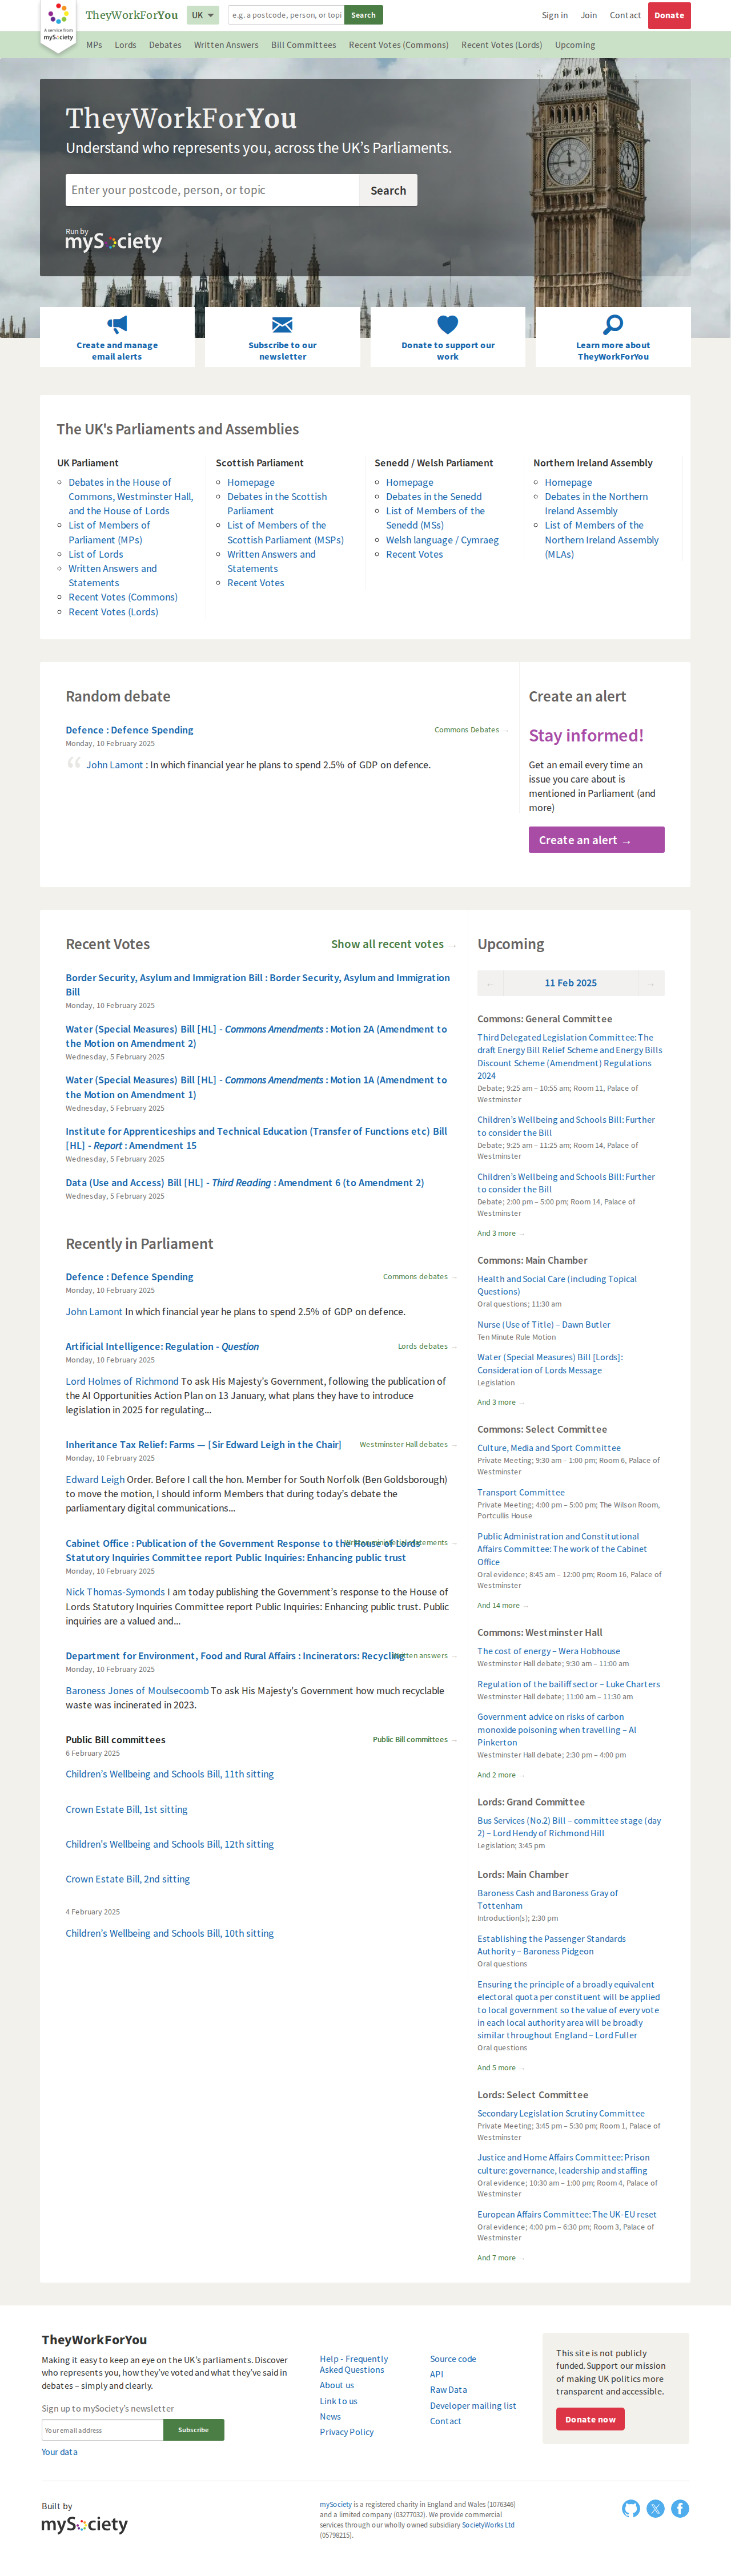 A service from
mySociety
TheyWorkForYou
UK
e.g. a postcode, person, or topi
Search
Sign in
Join
Contact
Donate
MPs
Lords
Debates
Written Answers
Bill Committees
Recent Votes (Commons)
Recent Votes (Lords)
Upcoming
TheyWorkForYou
Understand who represents you, across the UK’s Parliaments.
Enter your postcode, person, or topic
Search
Run by
mySociety
Create and manage
email alerts
Subscribe to our
newsletter
Donate to support our
work
Learn more about
TheyWorkForYou
The UK's Parliaments and Assemblies
UK Parliament
Debates in the House of
Commons, Westminster Hall,
and the House of Lords
List of Members of
Parliament (MPs)
List of Lords
Written Answers and
Statements
Recent Votes (Commons)
Recent Votes (Lords)
Scottish Parliament
Homepage
Debates in the Scottish
Parliament
List of Members of the
Scottish Parliament (MSPs)
Written Answers and
Statements
Recent Votes
Senedd / Welsh Parliament
Homepage
Debates in the Senedd
List of Members of the
Senedd (MSs)
Welsh language / Cymraeg
Recent Votes
Northern Ireland Assembly
Homepage
Debates in the Northern
Ireland Assembly
List of Members of the
Northern Ireland Assembly
(MLAs)
Random debate
Defence : Defence Spending
Commons Debates →
Monday, 10 February 2025
“ John Lamont : In which financial year he plans to spend 2.5% of GDP on defence.
Create an alert
Stay informed!
Get an email every time an
issue you care about is
mentioned in Parliament (and
more)
Create an alert →
Recent Votes
Show all recent votes →
Border Security, Asylum and Immigration Bill : Border Security, Asylum and Immigration
Bill
Monday, 10 February 2025
Water (Special Measures) Bill [HL] - Commons Amendments : Motion 2A (Amendment to
the Motion on Amendment 2)
Wednesday, 5 February 2025
Water (Special Measures) Bill [HL] - Commons Amendments : Motion 1A (Amendment to
the Motion on Amendment 1)
Wednesday, 5 February 2025
Institute for Apprenticeships and Technical Education (Transfer of Functions etc) Bill
[HL] - Report : Amendment 15
Wednesday, 5 February 2025
Data (Use and Access) Bill [HL] - Third Reading : Amendment 6 (to Amendment 2)
Wednesday, 5 February 2025
Recently in Parliament
Defence : Defence Spending
Commons debates →
Monday, 10 February 2025
John Lamont In which financial year he plans to spend 2.5% of GDP on defence.
Artificial Intelligence: Regulation - Question
Lords debates →
Monday, 10 February 2025
Lord Holmes of Richmond To ask His Majesty's Government, following the publication of
the AI Opportunities Action Plan on 13 January, what plans they have to introduce
legislation in 2025 for regulating...
Inheritance Tax Relief: Farms — [Sir Edward Leigh in the Chair]
Westminster Hall debates →
Monday, 10 February 2025
Edward Leigh Order. Before I call the hon. Member for South Norfolk (Ben Goldsborough)
to move the motion, I should inform Members that during today's debate the
parliamentary digital communications...
Cabinet Office : Publication of the Government Response to the House of Lords
Statutory Inquiries Committee report Public Inquiries: Enhancing public trust
Monday, 10 February 2025
Nick Thomas-Symonds I am today publishing the Government's response to the House of
Lords Statutory Inquiries Committee report Public Inquiries: Enhancing public trust. Public
inquiries are a valued and...
Department for Environment, Food and Rural Affairs : Incinerators: Recycling
Written answers →
Monday, 10 February 2025
Baroness Jones of Moulsecoomb To ask His Majesty's Government how much recyclable
waste was incinerated in 2023.
Public Bill committees
Public Bill committees →
6 February 2025
Children's Wellbeing and Schools Bill, 11th sitting
Crown Estate Bill, 1st sitting
Children's Wellbeing and Schools Bill, 12th sitting
Crown Estate Bill, 2nd sitting
4 February 2025
Children's Wellbeing and Schools Bill, 10th sitting
Upcoming
← 11 Feb 2025 →
Commons: General Committee
Third Delegated Legislation Committee: The
draft Energy Bill Relief Scheme and Energy Bills
Discount Scheme (Amendment) Regulations
2024
Debate; 9:25 am – 10:55 am; Room 11, Palace of
Westminster
Children's Wellbeing and Schools Bill: Further
to consider the Bill
Debate; 9:25 am – 11:25 am; Room 14, Palace of
Westminster
Children's Wellbeing and Schools Bill: Further
to consider the Bill
Debate; 2:00 pm – 5:00 pm; Room 14, Palace of
Westminster
And 3 more →
Commons: Main Chamber
Health and Social Care (including Topical
Questions)
Oral questions; 11:30 am
Nurse (Use of Title) – Dawn Butler
Ten Minute Rule Motion
Water (Special Measures) Bill [Lords]:
Consideration of Lords Message
Legislation
And 3 more →
Commons: Select Committee
Culture, Media and Sport Committee
Private Meeting; 9:30 am – 1:00 pm; Room 6, Palace of
Westminster
Transport Committee
Private Meeting; 4:00 pm – 5:00 pm; The Wilson Room,
Portcullis House
Public Administration and Constitutional
Affairs Committee: The work of the Cabinet
Office
Oral evidence; 8:45 am – 12:00 pm; Room 16, Palace of
Westminster
And 14 more →
Commons: Westminster Hall
The cost of energy – Wera Hobhouse
Westminster Hall debate; 9:30 am – 11:00 am
Regulation of the bailiff sector – Luke Charters
Westminster Hall debate; 11:00 am – 11:30 am
Government advice on risks of carbon
monoxide poisoning when travelling – Al
Pinkerton
Westminster Hall debate; 2:30 pm – 4:00 pm
And 2 more →
Lords: Grand Committee
Bus Services (No.2) Bill – committee stage (day
2) – Lord Hendy of Richmond Hill
Legislation; 3:45 pm
Lords: Main Chamber
Baroness Cash and Baroness Gray of
Tottenham
Introduction(s); 2:30 pm
Establishing the Passenger Standards
Authority – Baroness Pidgeon
Oral questions
Ensuring the principle of a broadly equivalent
electoral quota per constituent will be applied
to local government so the value of every vote
in each local authority area will be broadly
similar throughout England – Lord Fuller
Oral questions
And 5 more →
Lords: Select Committee
Secondary Legislation Scrutiny Committee
Private Meeting; 3:45 pm – 5:30 pm; Room 1, Palace of
Westminster
Justice and Home Affairs Committee: Prison
culture: governance, leadership and staffing
Oral evidence; 10:30 am – 1:00 pm; Room 4, Palace of
Westminster
European Affairs Committee: The UK-EU reset
Oral evidence; 4:00 pm – 6:30 pm; Room 3, Palace of
Westminster
And 7 more →
TheyWorkForYou
Making it easy to keep an eye on the UK’s parliaments. Discover
who represents you, how they’ve voted and what they’ve said in
debates – simply and clearly.
Sign up to mySociety’s newsletter
Your email address
Subscribe
Your data
Help - Frequently
Asked Questions
About us
Link to us
News
Privacy Policy
Source code
API
Raw Data
Developer mailing list
Contact
This site is not publicly
funded. Support our mission
of making UK politics more
transparent and accessible.
Donate now
Built by
mySociety
mySociety is a registered charity in England and Wales (1076346)
and a limited company (03277032). We provide commercial
services through our wholly owned subsidiary SocietyWorks Ltd
(05798215).